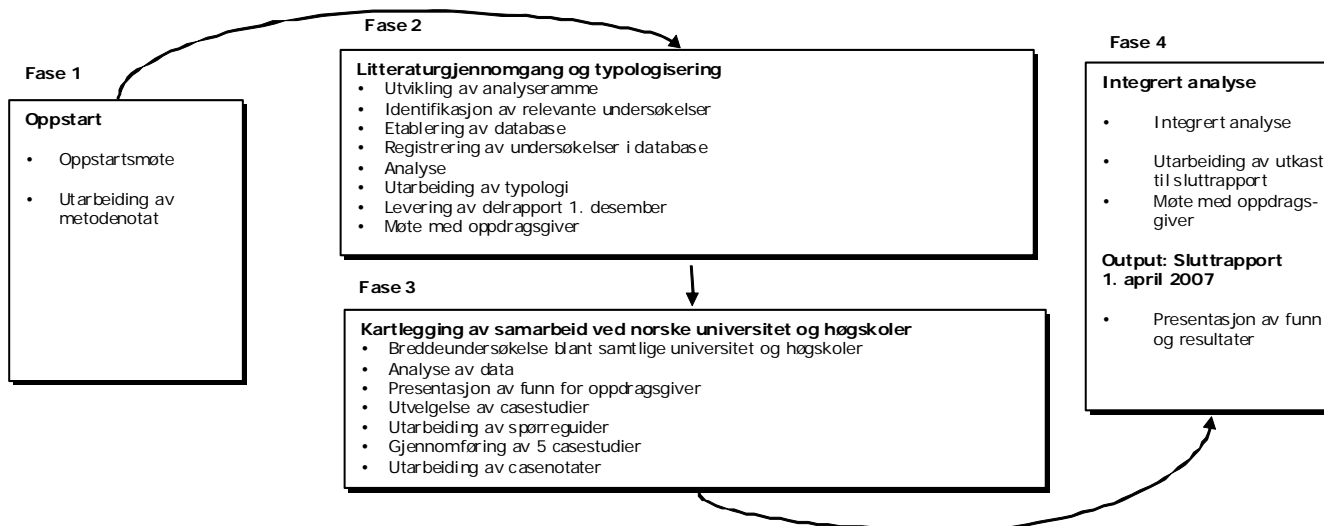 Fase 1
Oppstart
• Oppstartsmøte
• Utarbeiding av
metodenotat
Fase 2
Litteraturgjennomgang og typologisering
• Utvikling av analyseramme
• Identifikasjon av relevante undersøkelser
• Etablering av database
• Registrering av undersøkelser i database
• Analyse
• Utarbeiding av typologi
• Levering av delrapport 1. desember
• Møte med oppdragsgiver
Fase 3
Kartlegging av samarbeid ved norske universitet og høgskoler
• Breddeundersøkelse blant samtlige universitet og høgskoler
• Analyse av data
• Presentasjon av funn for oppdragsgiver
• Utvelgelse av casestudier
• Utarbeiding av spørreguider
• Gjennomføring av 5 casestudier
• Utarbeiding av casenotater
Fase 4
Integrert analyse
• Integrert analyse
• Utarbeiding av utkast
til sluttrapport
• Møte med oppdrags-
giver
Output: Sluttrapport
1. april 2007
• Presentasjon av funn
og resultater